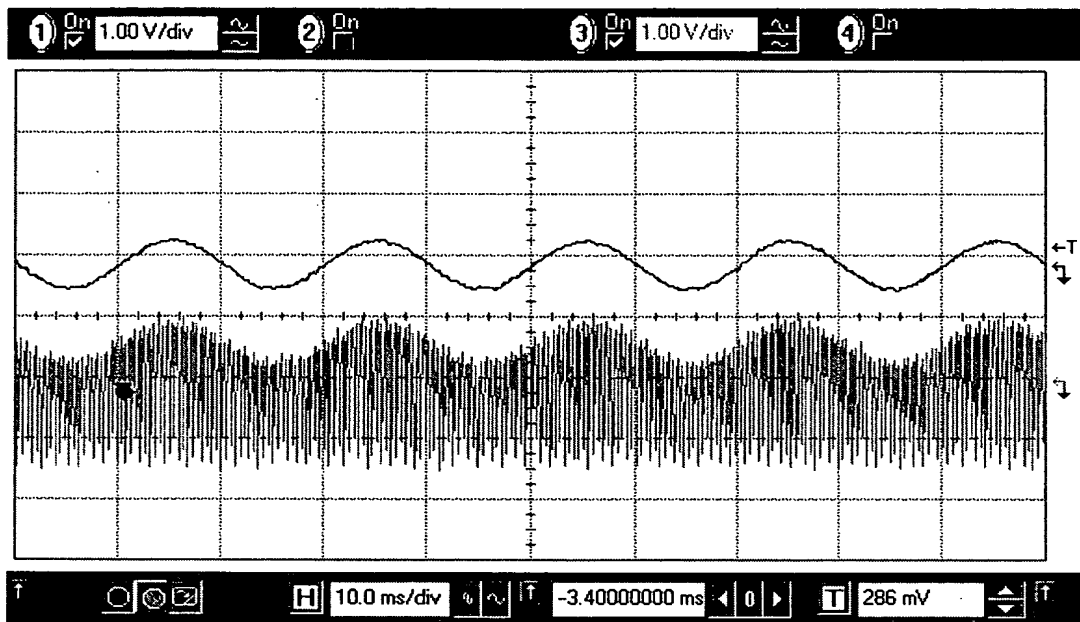 1 On 1.00 V/div 2 On 3 On 1.00 V/div 4 On
T
H 10.0 ms/div -3.40000000 ms 0 T 286 mV